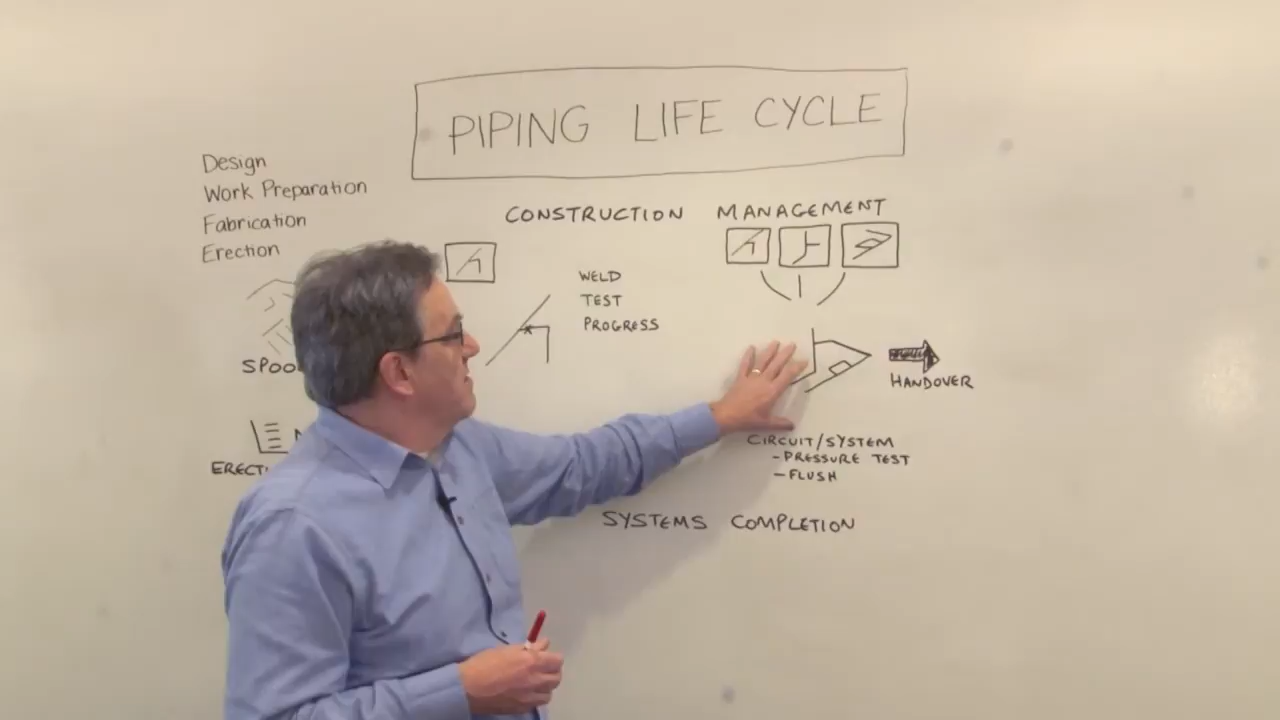 PIPING LIFE CYCLE
Design
Work Preparation
Fabrication
Erection
CONSTRUCTION MANAGEMENT
WELD
TEST
PROGRESS
HANDOVER
CIRCUIT/SYSTEM
- PRESSURE TEST
- FLUSH
SYSTEMS COMPLETION